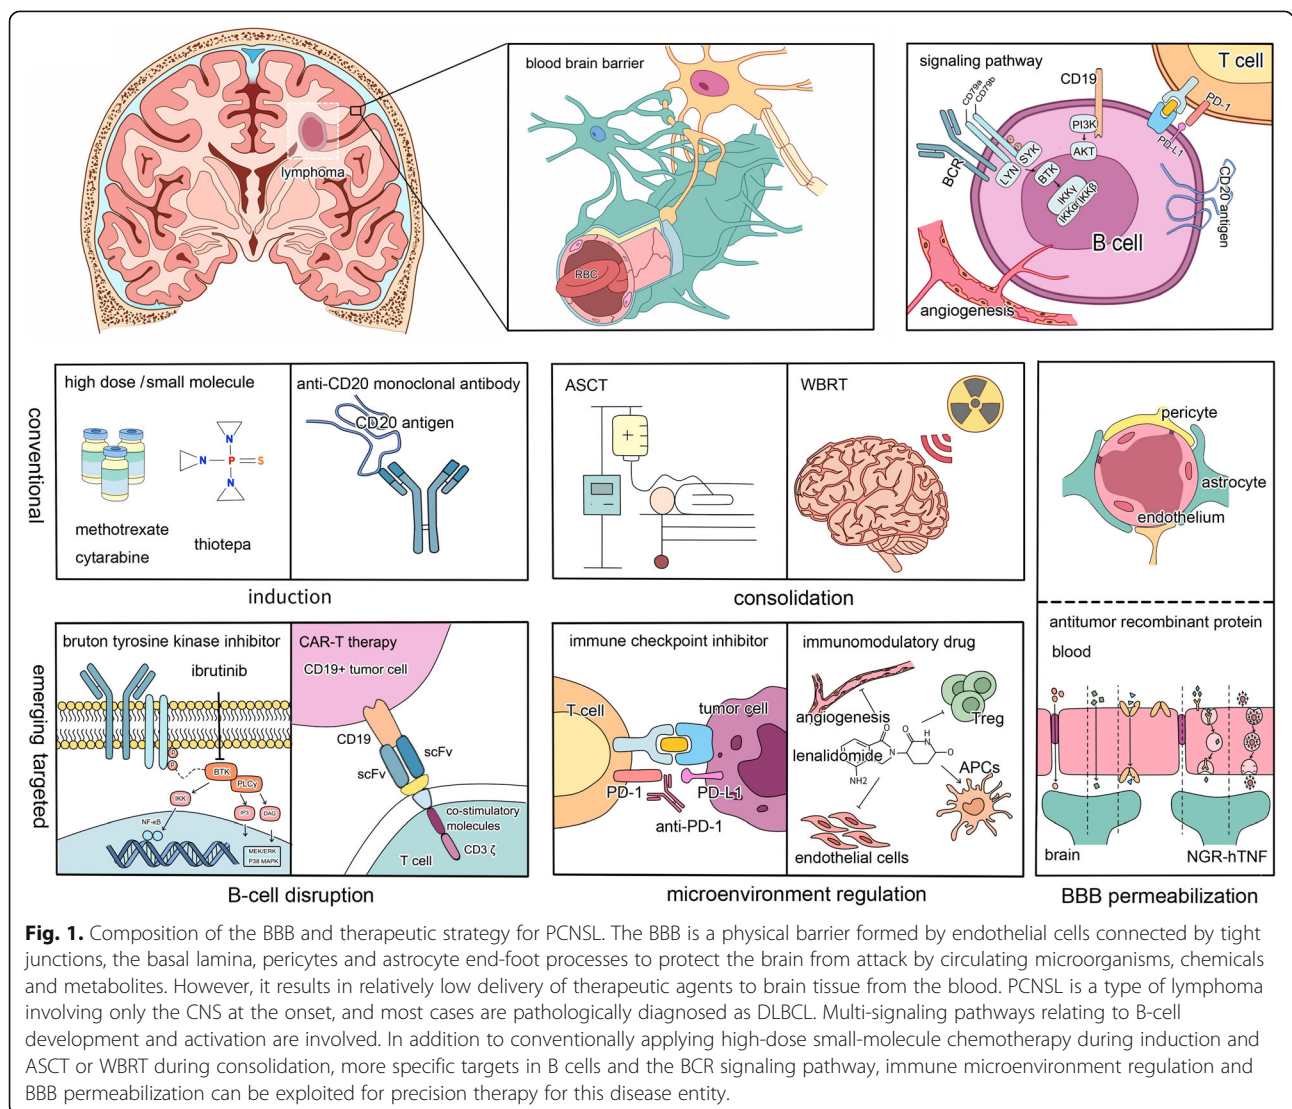 lymphoma
blood brain barrier
RBC
signaling pathway
T cell
CD79a
CD79b
CD19
PD-1
PD-L1
PI3K
AKT
BCR
LYN
SYK
P
P
BTK
IKKγ
IKKα
IKKβ
CD20 antigen
B cell
angiogenesis
conventional
high dose / small molecule
methotrexate
cytarabine
N
N
P
S
N
thiotepa
anti-CD20 monoclonal antibody
CD20 antigen
induction
ASCT
+
-
WBRT
consolidation
pericyte
astrocyte
endothelium
emerging targeted
bruton tyrosine kinase inhibitor
ibrutinib
P
P
BTK
PLCγ
IKK
IP3
DAG
NF-κB
MEK/ERK
P38 MAPK
CAR-T therapy
CD19+ tumor cell
CD19
scFv
scFv
co-stimulatory
molecules
CD3 ζ
T cell
B-cell disruption
immune checkpoint inhibitor
T cell
tumor cell
PD-1
PD-L1
anti-PD-1
immunomodulatory drug
angiogenesis
Treg
lenalidomide
O
O
H
N
N
O
NH2
APCs
endothelial cells
microenvironment regulation
antitumor recombinant protein
blood
brain
NGR-hTNF
BBB permeabilization
Fig. 1. Composition of the BBB and therapeutic strategy for PCNSL. The BBB is a physical barrier formed by endothelial cells connected by tight
junctions, the basal lamina, pericytes and astrocyte end-foot processes to protect the brain from attack by circulating microorganisms, chemicals
and metabolites. However, it results in relatively low delivery of therapeutic agents to brain tissue from the blood. PCNSL is a type of lymphoma
involving only the CNS at the onset, and most cases are pathologically diagnosed as DLBCL. Multi-signaling pathways relating to B-cell
development and activation are involved. In addition to conventionally applying high-dose small-molecule chemotherapy during induction and
ASCT or WBRT during consolidation, more specific targets in B cells and the BCR signaling pathway, immune microenvironment regulation and
BBB permeabilization can be exploited for precision therapy for this disease entity.